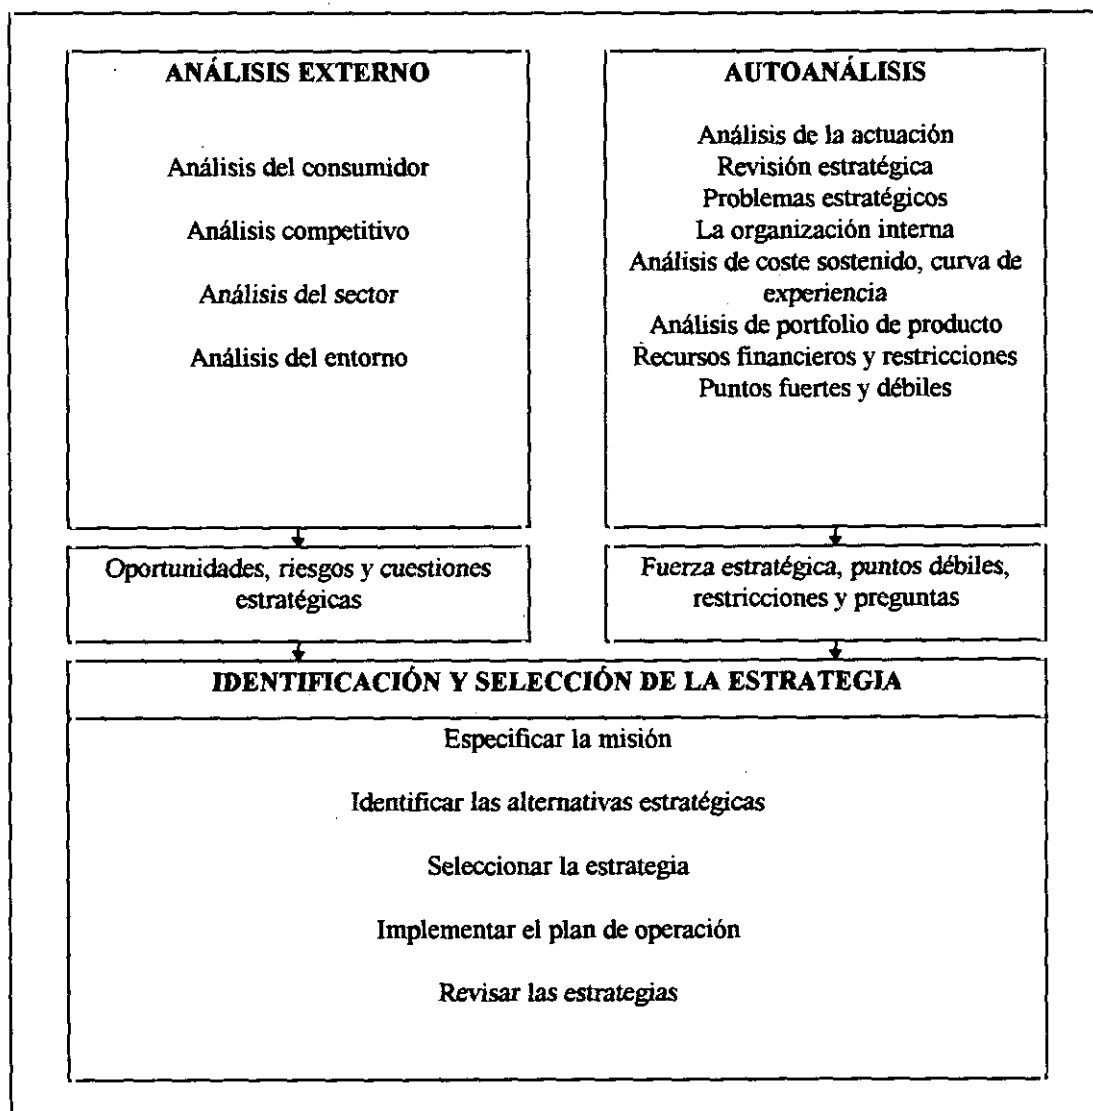 ANÁLISIS EXTERNO
Análisis del consumidor
Análisis competitivo
Análisis del sector
Análisis del entorno
AUTOANÁLISIS
Análisis de la actuación
Revisión estratégica
Problemas estratégicos
La organización interna
Análisis de coste sostenido, curva de
experiencia
Análisis de portfolio de producto
Recursos financieros y restricciones
Puntos fuertes y débiles
Oportunidades, riesgos y cuestiones
estratégicas
Fuerza estratégica, puntos débiles,
restricciones y preguntas
IDENTIFICACIÓN Y SELECCIÓN DE LA ESTRATEGIA
Especificar la misión
Identificar las alternativas estratégicas
Seleccionar la estrategia
Implementar el plan de operación
Revisar las estrategias